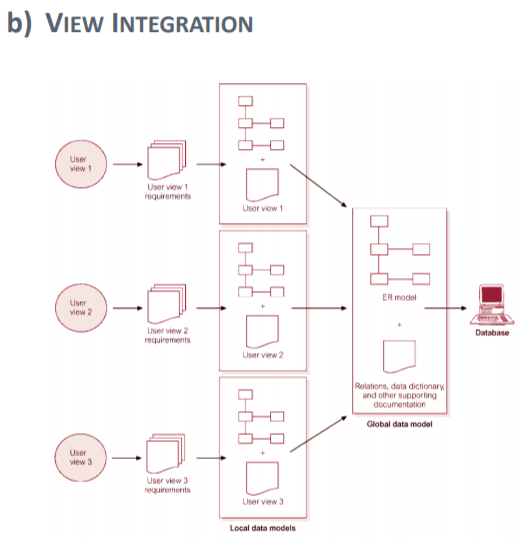 b) VIEW INTEGRATION
User
view 1
User view 1
requirements
+
User view 1
User
view 2
User view 2
requirements
+
User view 2
User
view 3
User view 3
requirements
+
User view 3
Local data models
ER model
+
Relations, data dictionary,
and other supporting
documentation
Global data model
Database